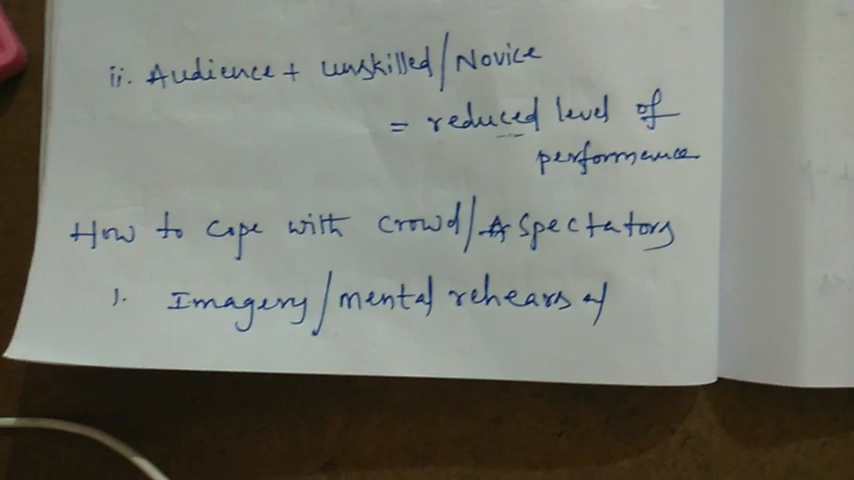 ii. Audience + Unskilled/Novice
= reduced level of
performance
How to cope with crowd/Spectators
1. Imagery/mental rehearsal